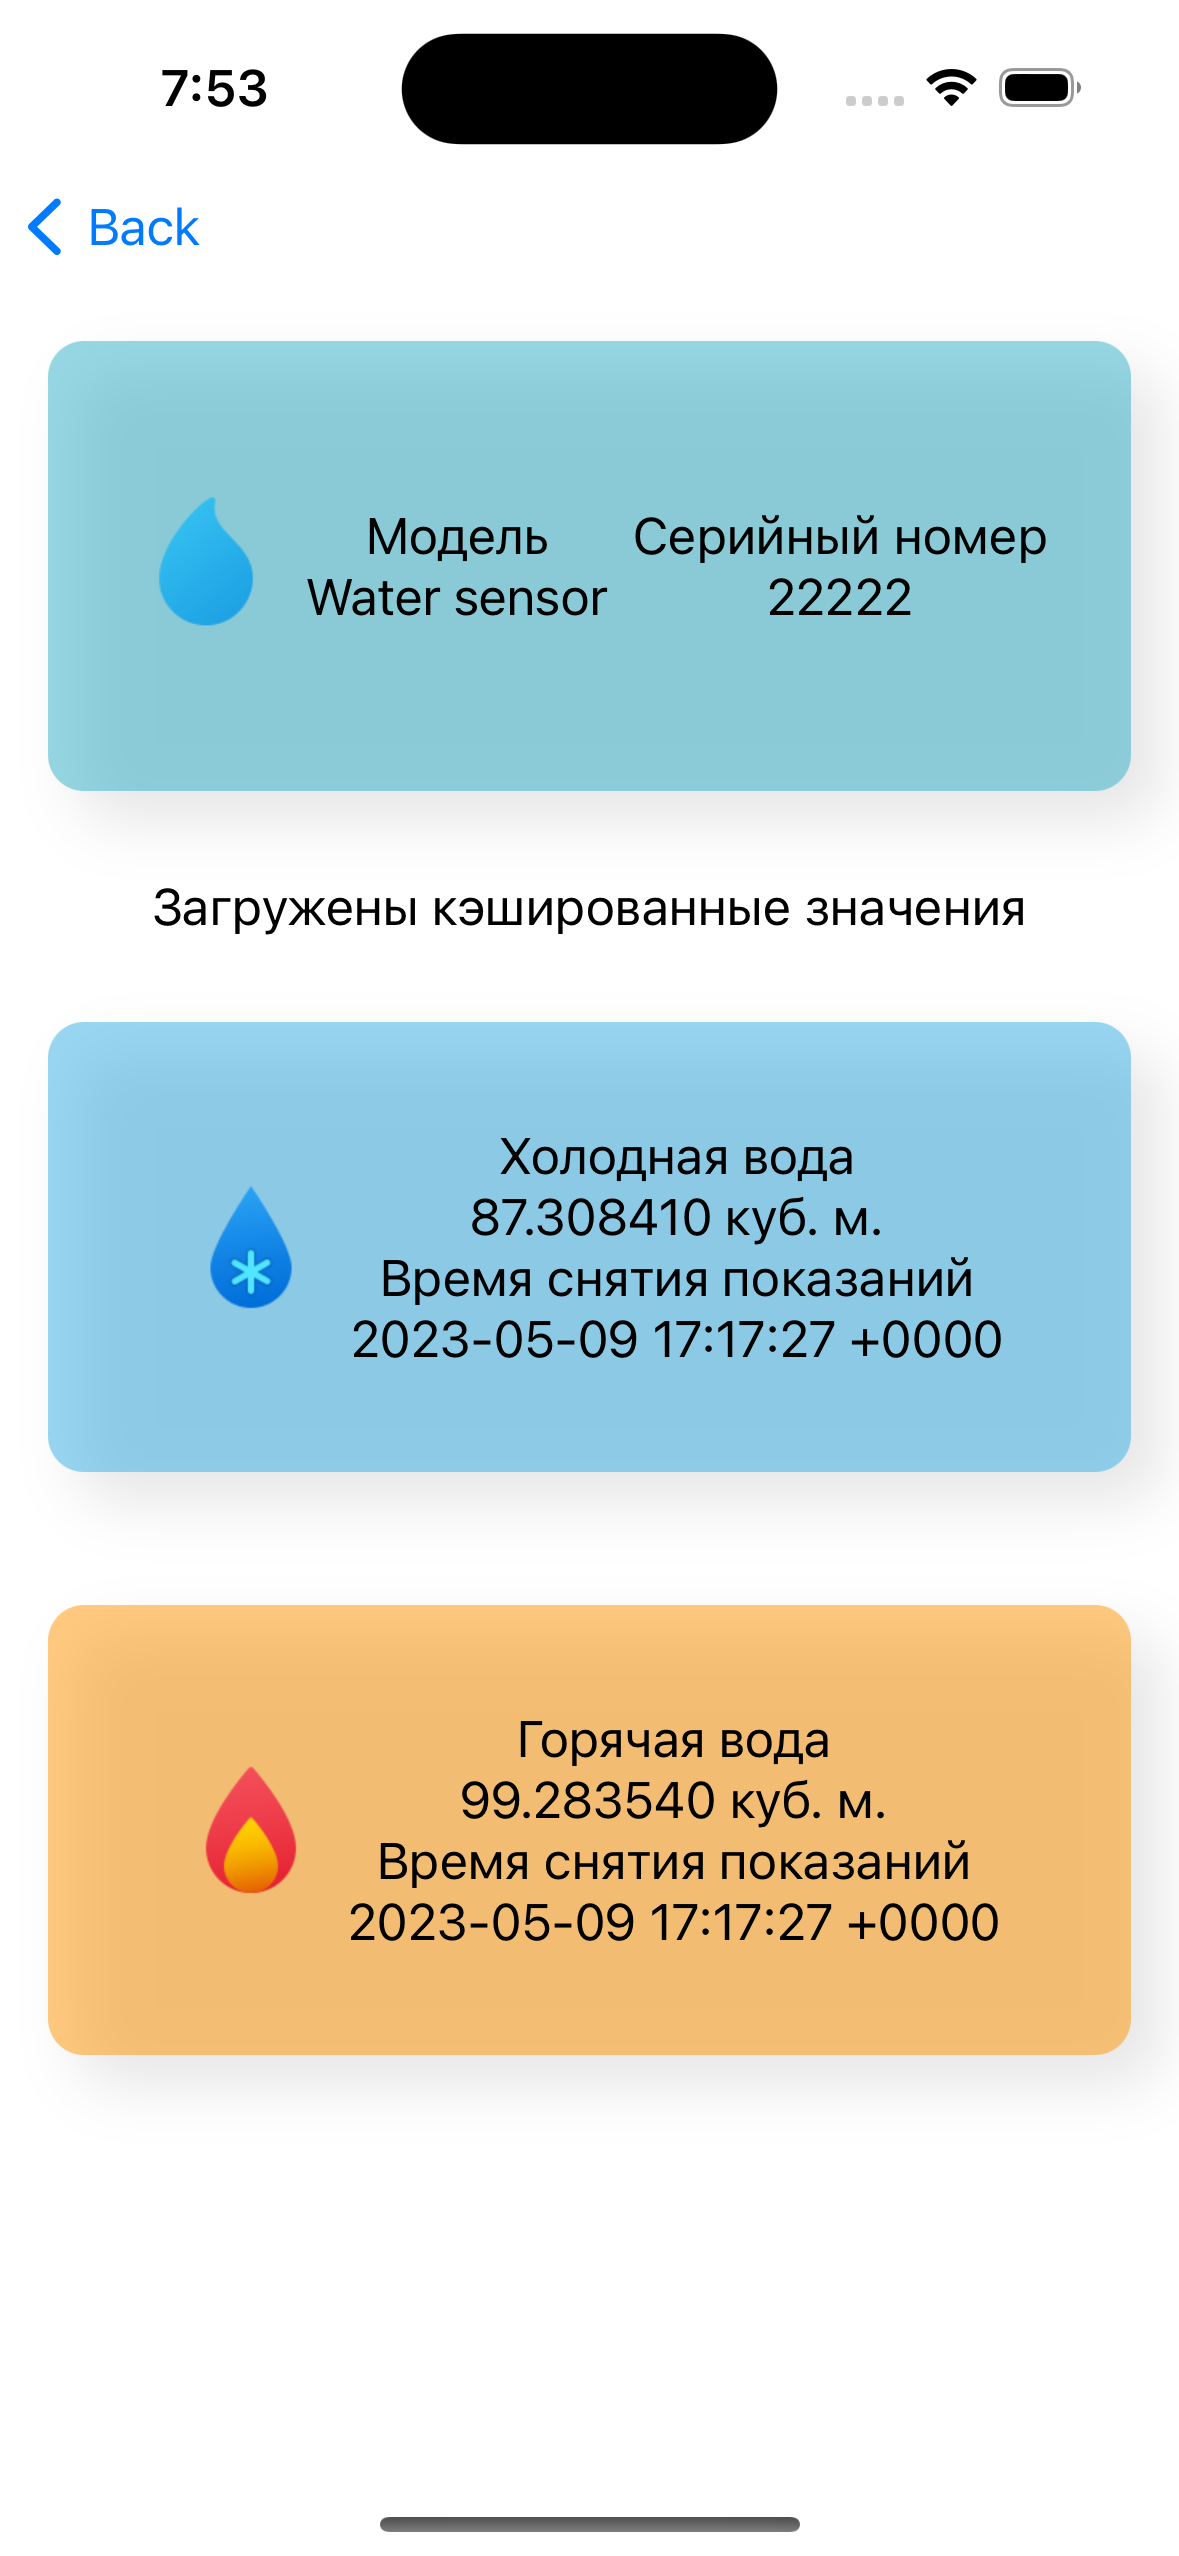 7:53
Back
Модель
Water sensor
Серийный номер
22222
Загружены кэшированные значения
Холодная вода
87.308410 куб. м.
Время снятия показаний
2023-05-09 17:17:27 +0000
Горячая вода
99.283540 куб. м.
Время снятия показаний
2023-05-09 17:17:27 +0000